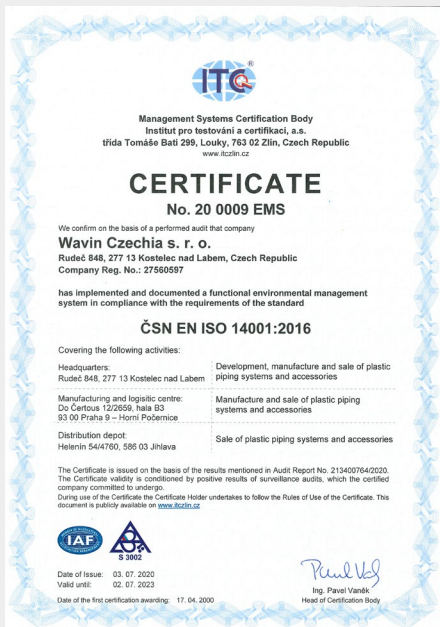 ITC®
Management Systems Certification Body
Institut pro testování a certifikaci, a.s.
třída Tomáše Bati 299, Louky, 763 02 Zlín, Czech Republic
www.itczlin.cz
CERTIFICATE
No. 20 0009 EMS
We confirm on the basis of a performed audit that company
Wavin Czechia s. r. o.
Rudeč 848, 277 13 Kostelec nad Labem, Czech Republic
Company Reg. No.: 27560597
has implemented and documented a functional environmental management
system in compliance with the requirements of the standard
ČSN EN ISO 14001:2016
Covering the following activities:
Headquarters:
Rudeč 848, 277 13 Kostelec nad Labem
Development, manufacture and sale of plastic
piping systems and accessories
Manufacturing and logisitic centre:
Do Čertous 12/2659, hala B3
93 00 Praha 9 – Horní Počernice
Manufacture and sale of plastic piping
systems and accessories
Distribution depot:
Helenín 54/4760, 586 03 Jihlava
Sale of plastic piping systems and accessories
The Certificate is issued on the basis of the results mentioned in Audit Report No. 213400764/2020.
The Certificate validity is conditioned by positive results of surveillance audits, which the certified
company committed to undergo.
During use of the Certificate the Certificate Holder undertakes to follow the Rules of Use of the Certificate. This
document is publicly available on www.itczlin.cz
IAF
S 3002
Date of Issue: 03. 07. 2020
Valid until: 02. 07. 2023
Date of the first certification awarding: 17. 04. 2000
Ing. Pavel Vaněk
Head of Certification Body